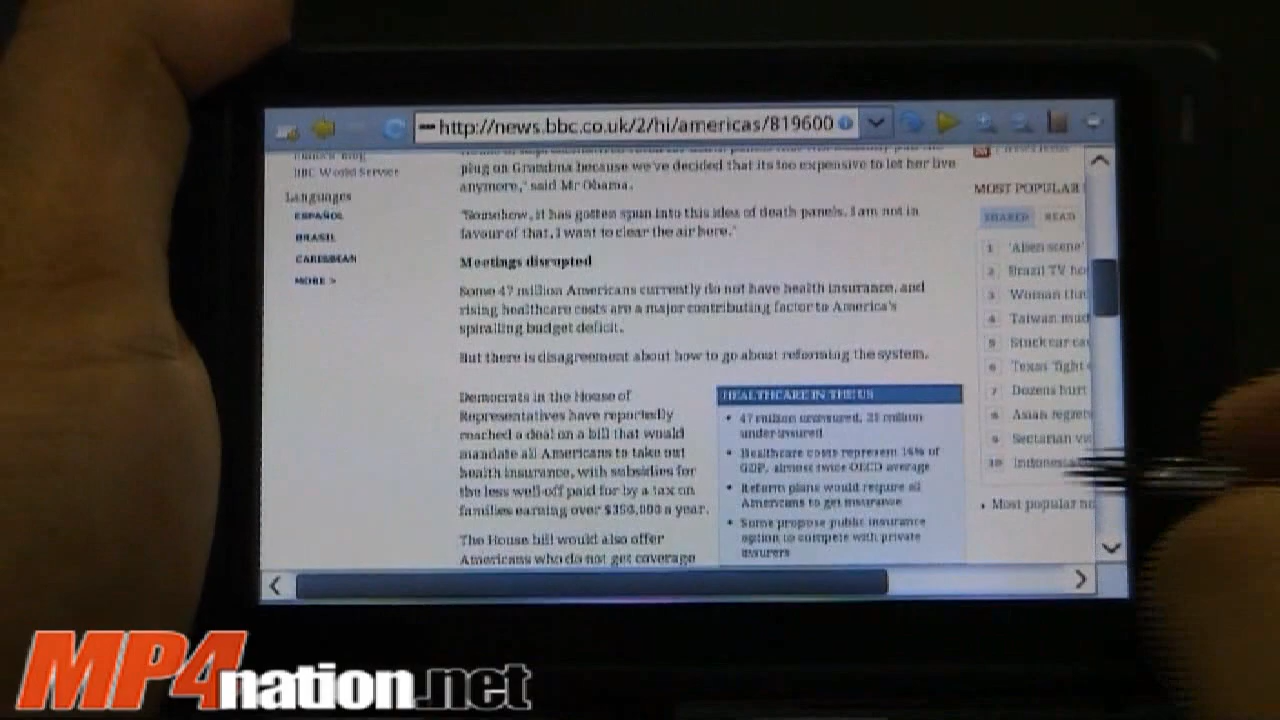 http://news.bbc.co.uk/2/hi/americas/819600
BBC World Service
plug on Grandma because we've decided that its too expensive to let her live
anymore," said Mr Obama.
Languages
ESPAÑOL
BRASIL
CARIBBEAN
MORE >
"Somehow, it has gotten spun into this idea of death panels. I am not in
favour of that, I want to clear the air here."
Meetings disrupted
Some 47 million Americans currently do not have health insurance, and
rising healthcare costs are a major contributing factor to America's
spiralling budget deficit.
But there is disagreement about how to go about reforming the system.
Democrats in the House of
Representatives have reportedly
reached a deal on a bill that would
mandate all Americans to take out
health insurance, with subsidies for
the less well-off paid for by a tax on
families earning over $350,000 a year.
The House bill would also offer
Americans who do not get coverage
HEALTHCARE IN THE US
• 47 million uninsured, 25 million
under-insured
• Healthcare costs represent 16% of
GDP, almost twice OECD average
• Reform plans would require all
Americans to get insurance
• Some propose public insurance
option to compete with private
insurers
MOST POPULAR
SHARED READ
1 'Alien scene'
2 Brazil TV ho
3 Woman tha
4 Taiwan mud
5 Stuck car ca
6 Texas 'fight
7 Dozens hurt
8 Asian regret
9 Sectarian vi
10 Indonesia
Most popular
MP4nation.net